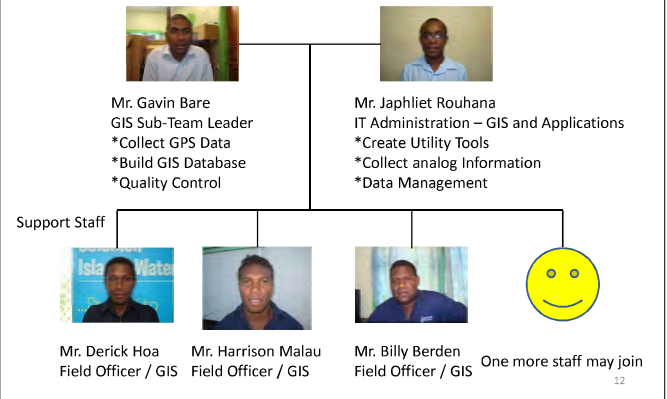 Mr. Gavin Bare
GIS Sub-Team Leader
*Collect GPS Data
*Build GIS Database
*Quality Control
Mr. Japhliet Rouhana
IT Administration – GIS and Applications
*Create Utility Tools
*Collect analog Information
*Data Management
Support Staff
Water
Mr. Derick Hoa
Field Officer / GIS
Mr. Harrison Malau
Field Officer / GIS
Mr. Billy Berden
Field Officer / GIS
One more staff may join
12